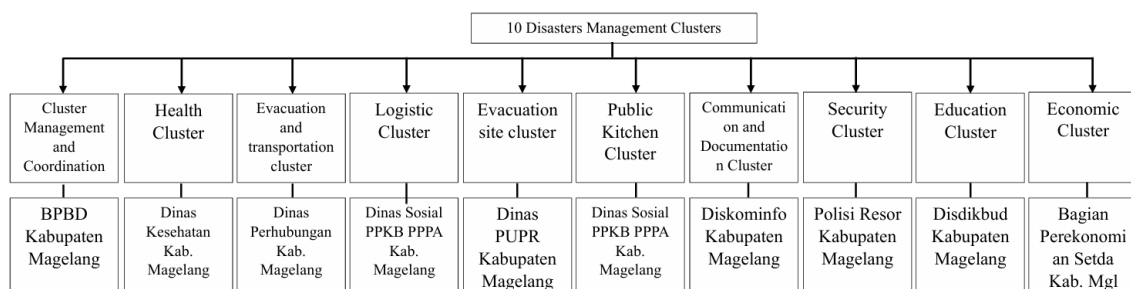 10 Disasters Management Clusters
Cluster
Management
and
Coordination
Health
Cluster
Evacuation
and
transportation
cluster
Logistic
Cluster
Evacuation
site cluster
Public
Kitchen
Cluster
Communicati
on and
Documentatio
n Cluster
Security
Cluster
Education
Cluster
Economic
Cluster
BPBD
Kabupaten
Magelang
Dinas
Kesehatan
Kab.
Magelang
Dinas
Perhubungan
Kab.
Magelang
Dinas Sosial
PPKB PPPA
Kab.
Magelang
Dinas
PUPR
Kabupaten
Magelang
Dinas Sosial
PPKB PPPA
Kab.
Magelang
Diskominfo
Kabupaten
Magelang
Polisi Resor
Kabupaten
Magelang
Disdikbud
Kabupaten
Magelang
Bagian
Perekonomi
an Setda
Kab. Mgl